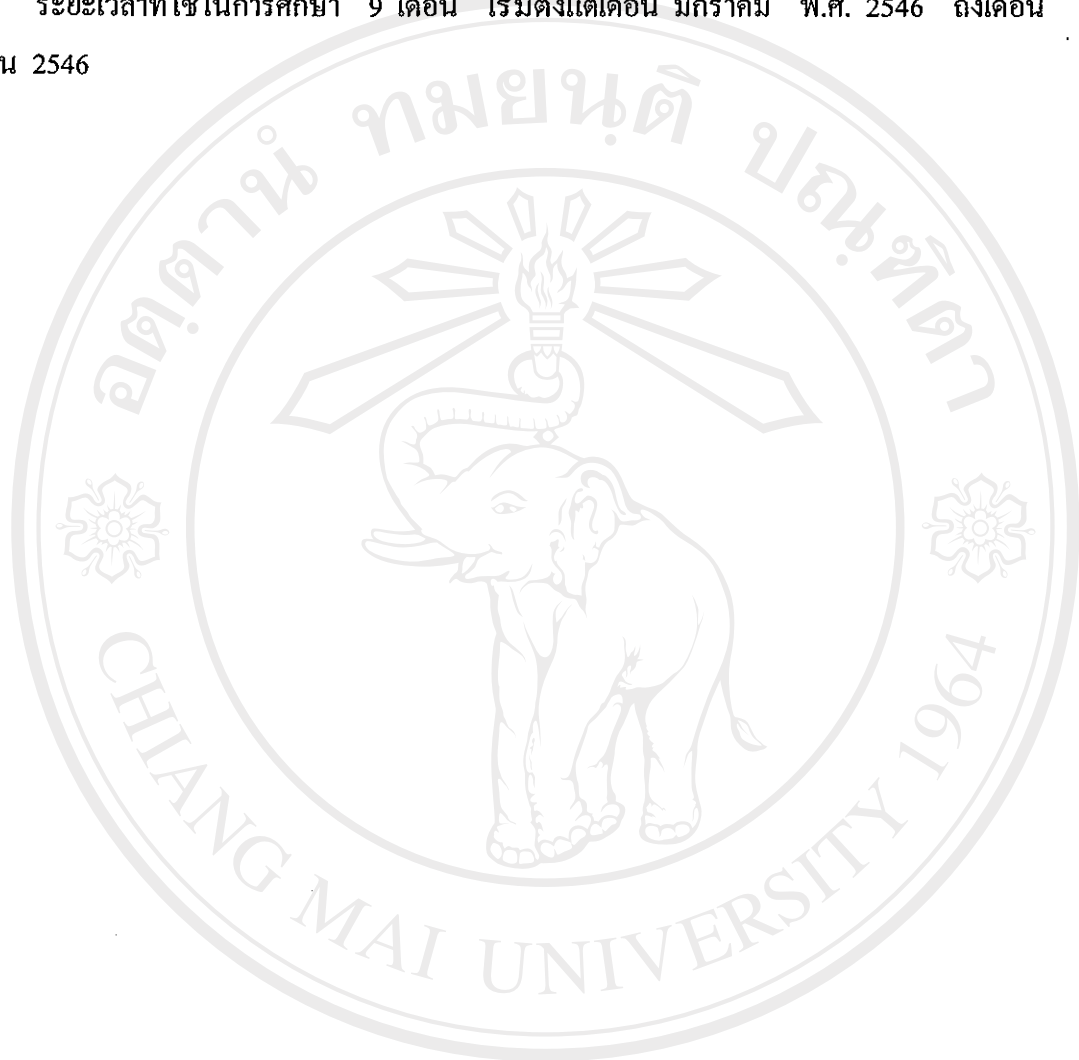 ระยะเวลาที่ใช้ในการศึกษา 9 เดือน เริ่มตั้งแต่เดือน มกราคม พ.ศ. 2546 ถึงเดือน
น 2546
อตฺตานํ ทมยนฺติ ปณฺฑิตา
CHIANG MAI UNIVERSITY 1964